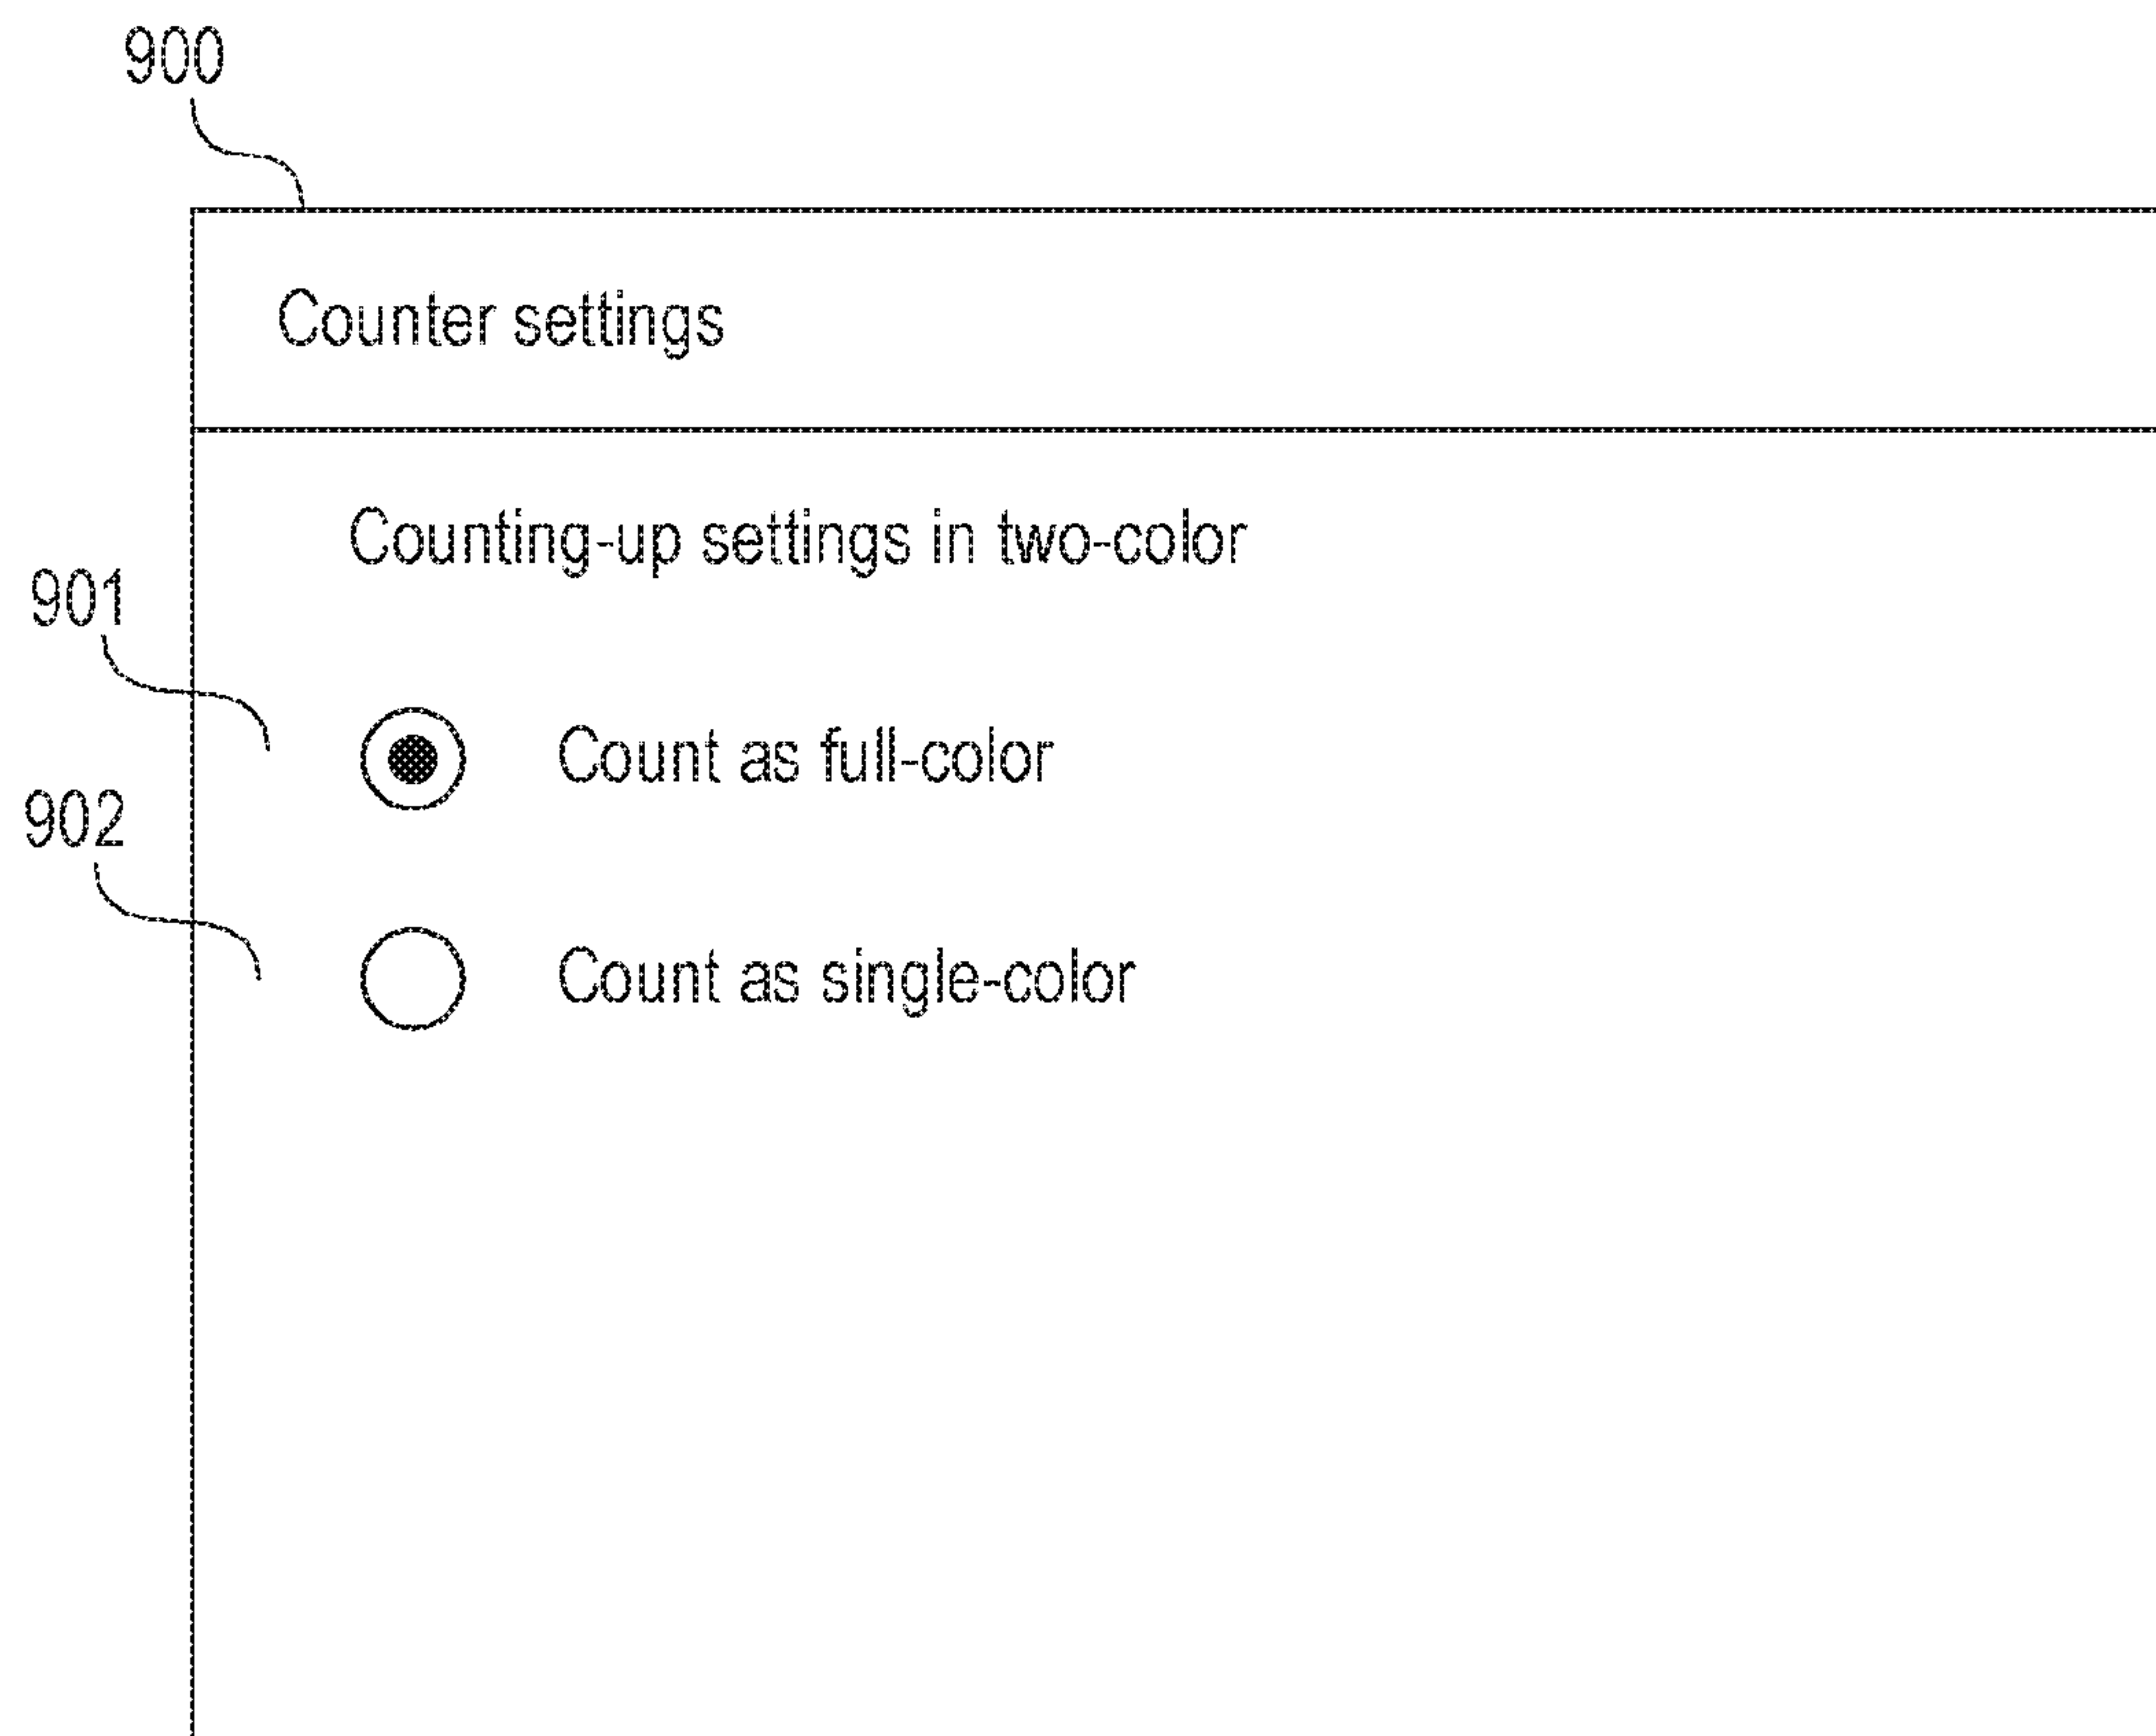 900
Counter settings
Counting-up settings in two-color
901
Count as full-color
902
Count as single-color